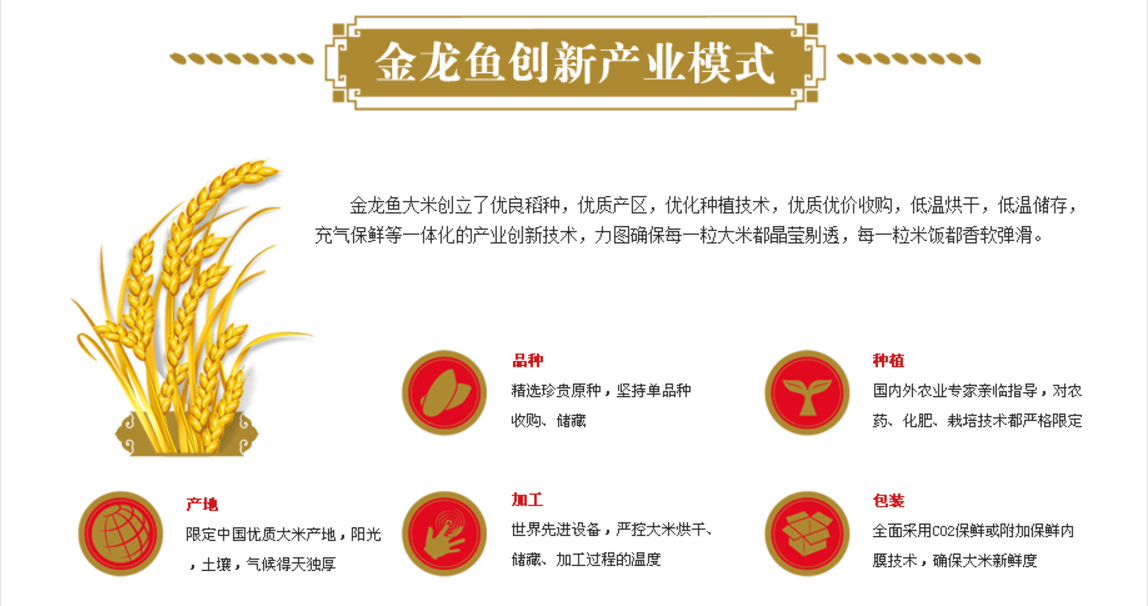 金龙鱼创新产业模式
金龙鱼大米创立了优良稻种，优质产区，优化种植技术，优质优价收购，低温烘干，低温储存，
充气保鲜等一体化的产业创新技术，力图确保每一粒大米都晶莹剔透，每一粒米饭都香软弹滑。
品种
精选珍贵原种，坚持单品种
收购、储藏
种植
国内外农业专家亲临指导，对农
药、化肥、栽培技术都严格限定
产地
限定中国优质大米产地，阳光
，土壤，气候得天独厚
加工
世界先进设备，严控大米烘干、
储藏、加工过程的温度
包装
全面采用CO2保鲜或附加保鲜内
膜技术，确保大米新鲜度